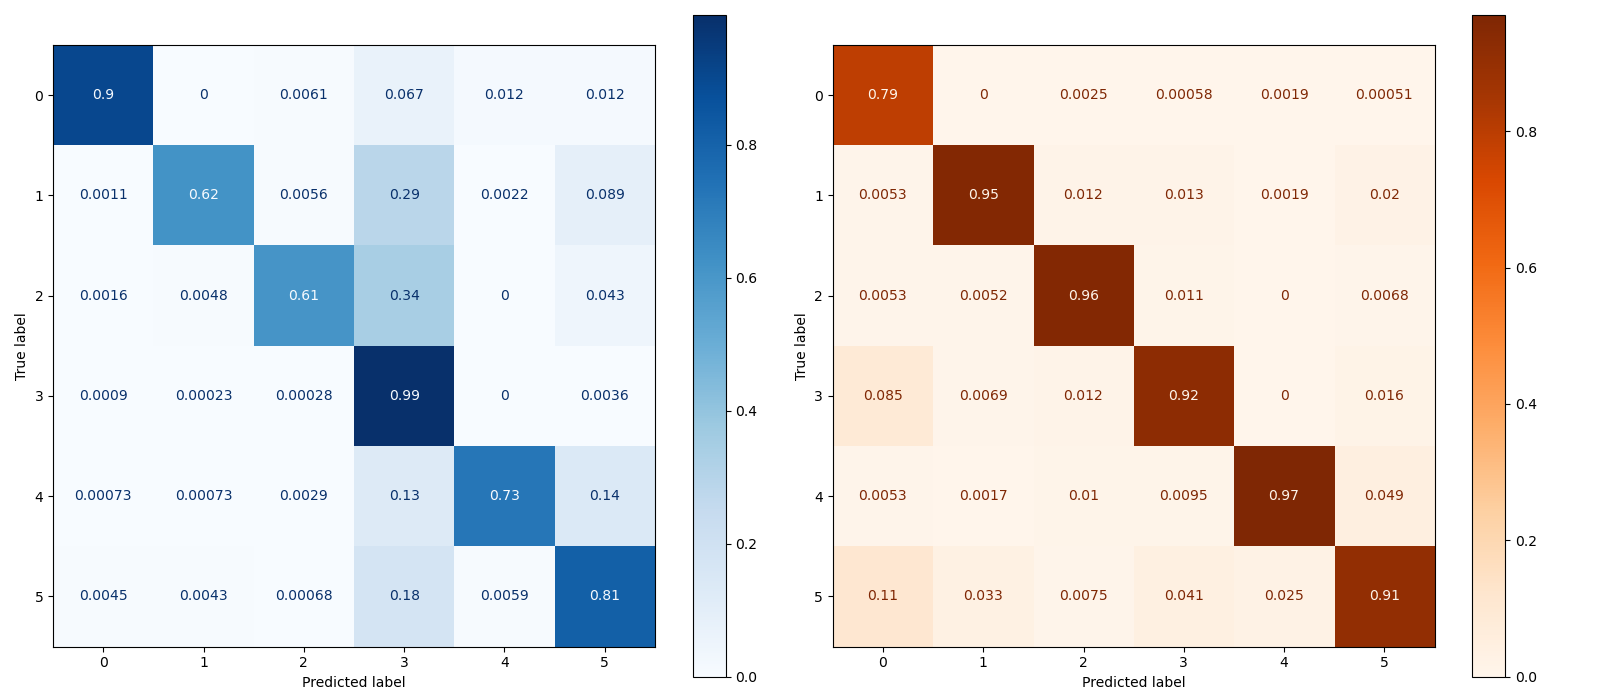 0 0.9 0 0.0061 0.067 0.012 0.012
1 0.0011 0.62 0.0056 0.29 0.0022 0.089
2 0.0016 0.0048 0.61 0.34 0 0.043
3 0.0009 0.00023 0.00028 0.99 0 0.0036
4 0.00073 0.00073 0.0029 0.13 0.73 0.14
5 0.0045 0.0043 0.00068 0.18 0.0059 0.81
0 1 2 3 4 5
Predicted label
True label
0.8
0.6
0.4
0.2
0.0
0 0.79 0 0.0025 0.00058 0.0019 0.00051
1 0.0053 0.95 0.012 0.013 0.0019 0.02
2 0.0053 0.0052 0.96 0.011 0 0.0068
3 0.085 0.0069 0.012 0.92 0 0.016
4 0.0053 0.0017 0.01 0.0095 0.97 0.049
5 0.11 0.033 0.0075 0.041 0.025 0.91
0 1 2 3 4 5
Predicted label
True label
0.8
0.6
0.4
0.2
0.0